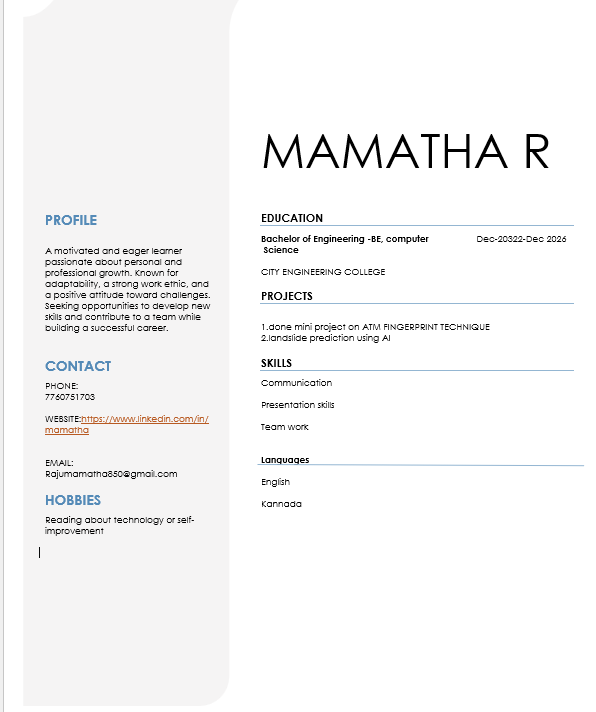 MAMATHA R
PROFILE
A motivated and eager learner
passionate about personal and
professional growth. Known for
adaptability, a strong work ethic, and
a positive attitude toward challenges.
Seeking opportunities to develop new
skills and contribute to a team while
building a successful career.
CONTACT
PHONE:
7760751703
WEBSITE:https://www.linkedin.com/in/
mamatha
EMAIL:
Rajumamatha850@gmail.com
HOBBIES
Reading about technology or self-
improvement
EDUCATION
Bachelor of Engineering -BE, computer Dec-20322-Dec 2026
Science
CITY ENGINEERING COLLEGE
PROJECTS
1.done mini project on ATM FINGERPRINT TECHNIQUE
2.landslide prediction using AI
SKILLS
Communication
Presentation skills
Team work
Languages
English
Kannada